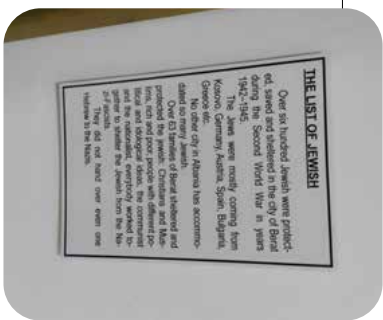 THE LIST OF JEWISH
Over six hundred Jewish were protect-
ed, saved and sheltered in the city of Berat
during the Second World War in years
1942–1945.
The Jews were mostly coming from
Kosovo, Germany, Austria, Spain, Bulgaria,
Greece etc.
No other city in Albania has accommo-
dated so many Jewish.
Over 63 families of Berat sheltered and
protected the jewish: Christians and Mus-
lims, rich and poor, people with different po-
litical and idiological ideas, the communist
and the nationalist, everybody worked to-
gether to shelter the Jewish from the Na-
zi-Fascists.
They did not hand over even one
Hebrew to the Nazis.